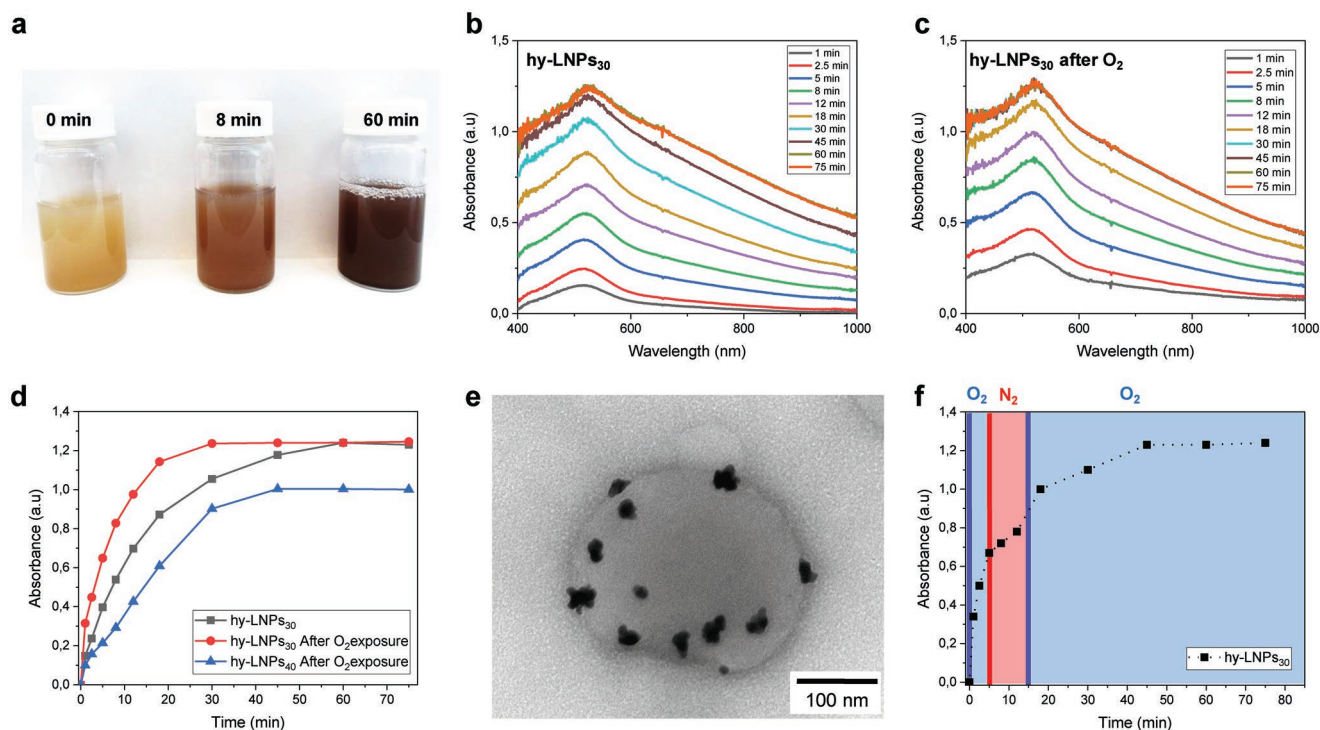 a
0 min
8 min
60 min
b
hy-LNPs₃₀
1 min
2.5 min
5 min
8 min
12 min
18 min
30 min
45 min
60 min
75 min
1,5
1,0
0,5
0,0
400
600
800
1000
Absorbance (a.u)
Wavelength (nm)
c
hy-LNPs₃₀ after O₂
1 min
2.5 min
5 min
8 min
12 min
18 min
30 min
45 min
60 min
75 min
1,5
1,0
0,5
0,0
400
600
800
1000
Absorbance (a.u)
Wavelength (nm)
d
1,4
1,2
1,0
0,8
0,6
0,4
0,2
0,0
0 10 20 30 40 50 60 70
Absorbance (a.u)
Time (min)
hy-LNPs₃₀
hy-LNPs₃₀ After O₂exposure
hy-LNPs₄₀ After O₂exposure
e
100 nm
f
O₂ N₂ O₂
1,4
1,2
1,0
0,8
0,6
0,4
0,2
0,0
0 10 20 30 40 50 60 70 80
Absorbance (a.u)
Time (min)
hy-LNPs₃₀